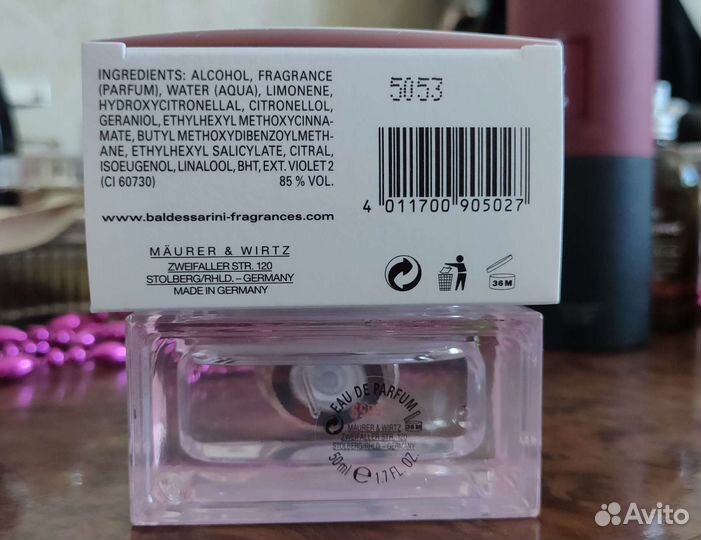 INGREDIENTS: ALCOHOL, FRAGRANCE
(PARFUM), WATER (AQUA), LIMONENE,
HYDROXYCITRONELLAL, CITRONELLOL,
GERANIOL, ETHYLHEXYL METHOXYCINNA-
MATE, BUTYL METHOXYDIBENZOYLMETH-
ANE, ETHYLHEXYL SALICYLATE, CITRAL,
ISOEUGENOL, LINALOOL, BHT, EXT. VIOLET 2
(CI 60730) 85 % VOL.
www.baldessarini-fragrances.com
MÄURER & WIRTZ
ZWEIFALLER STR. 120
STOLBERG/RHLD. – GERMANY
MADE IN GERMANY
5053
4 011700 905027
36 M
EAU DE PARFUM
36 M
MÄURER & WIRTZ
ZWEIFALLER STR. 120
STOLBERG/RHLD. - GERMANY
50ml e 1.7 FL. OZ.
Avito